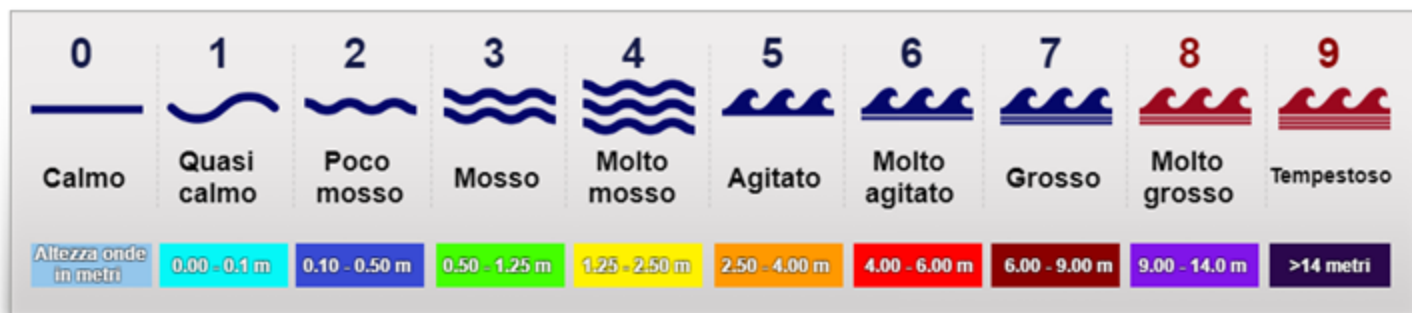 0 1 2 3 4 5 6 7 8 9
Calmo
Quasi
calmo
Poco
mosso
Mosso
Molto
mosso
Agitato
Molto
agitato
Grosso
Molto
grosso
Tempestoso
Altezza onde
in metri
0.00 - 0.1 m
0.10 - 0.50 m
0.50 - 1.25 m
1.25 - 2.50 m
2.50 - 4.00 m
4.00 - 6.00 m
6.00 - 9.00 m
9.00 - 14.0 m
>14 metri